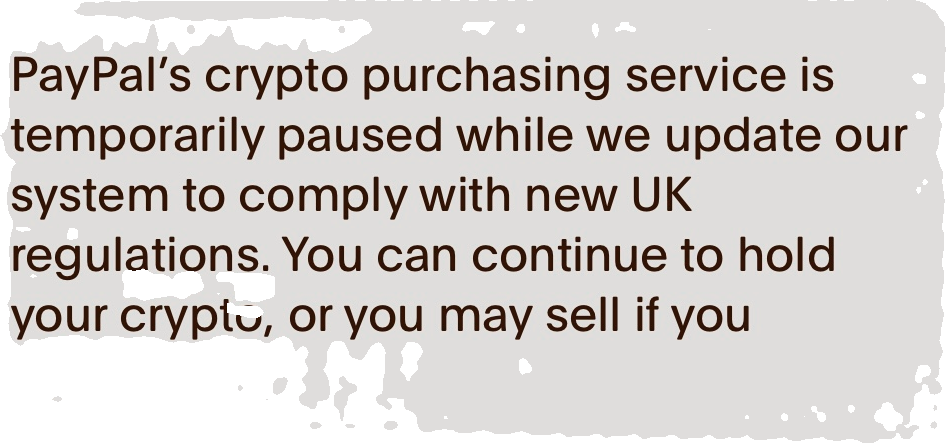 PayPal’s crypto purchasing service is
temporarily paused while we update our
system to comply with new UK
regulations. You can continue to hold
your crypto, or you may sell if you